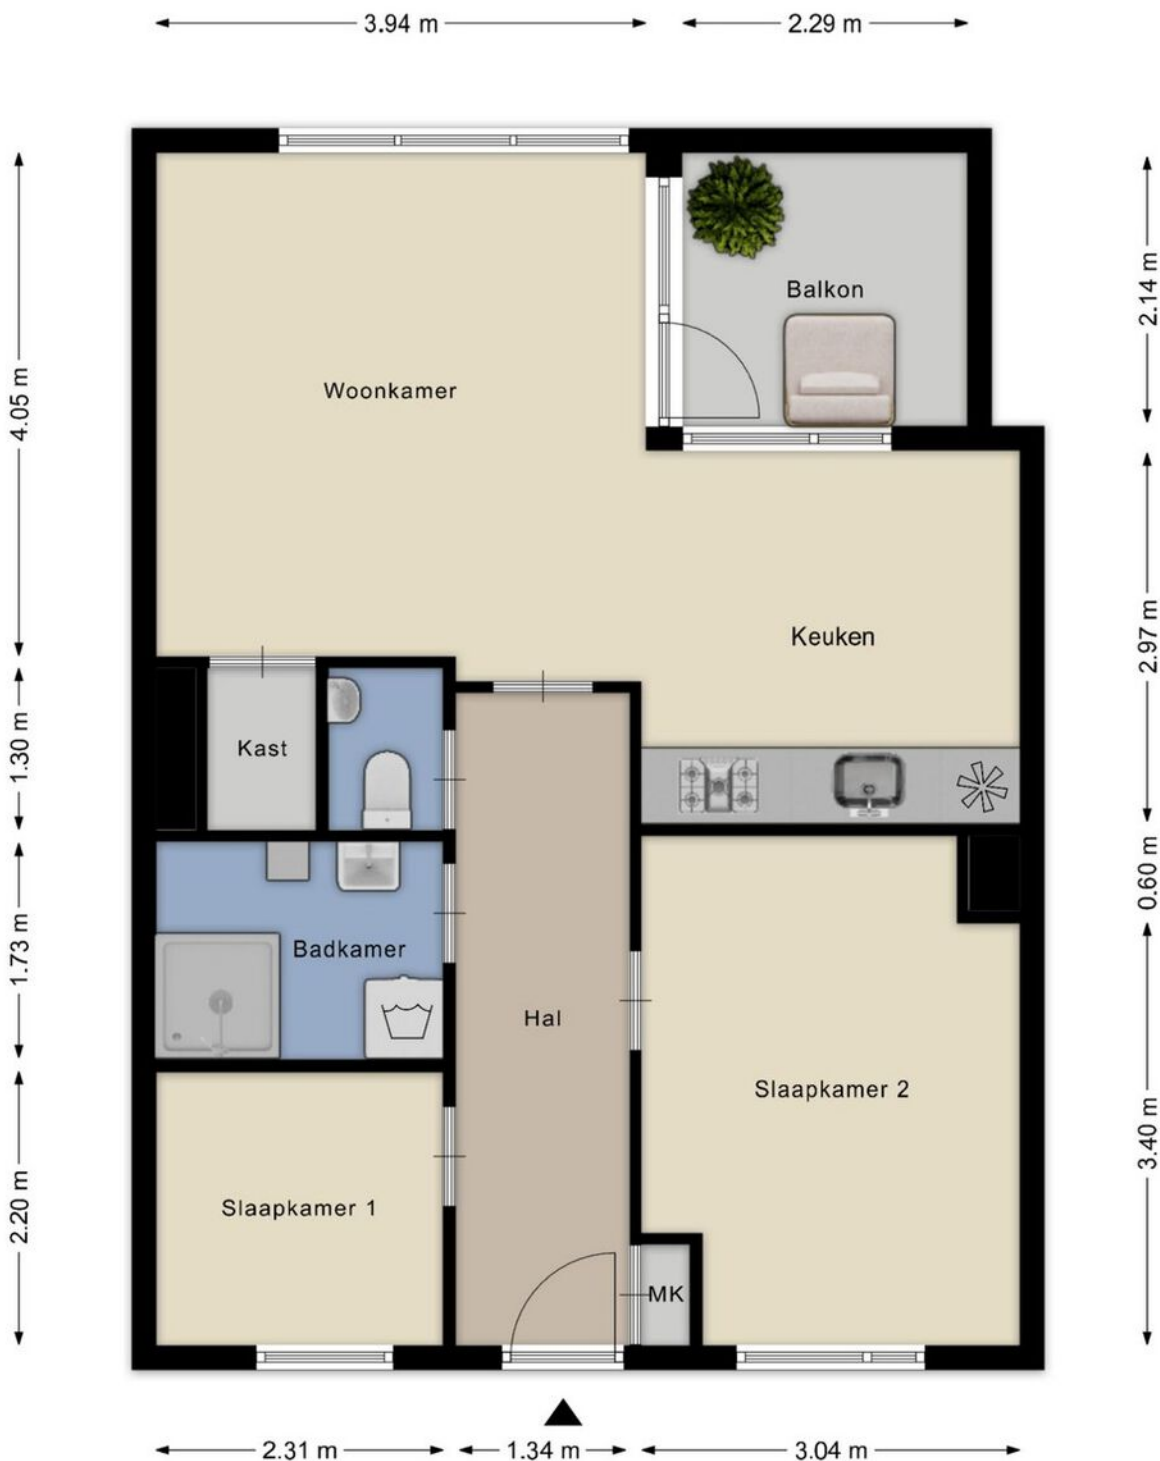 3.94 m
2.29 m
Balkon
2.14 m
4.05 m
Woonkamer
Keuken
2.97 m
1.30 m
Kast
0.60 m
1.73 m
Badkamer
Hal
Slaapkamer 2
3.40 m
2.20 m
Slaapkamer 1
MK
2.31 m
1.34 m
3.04 m